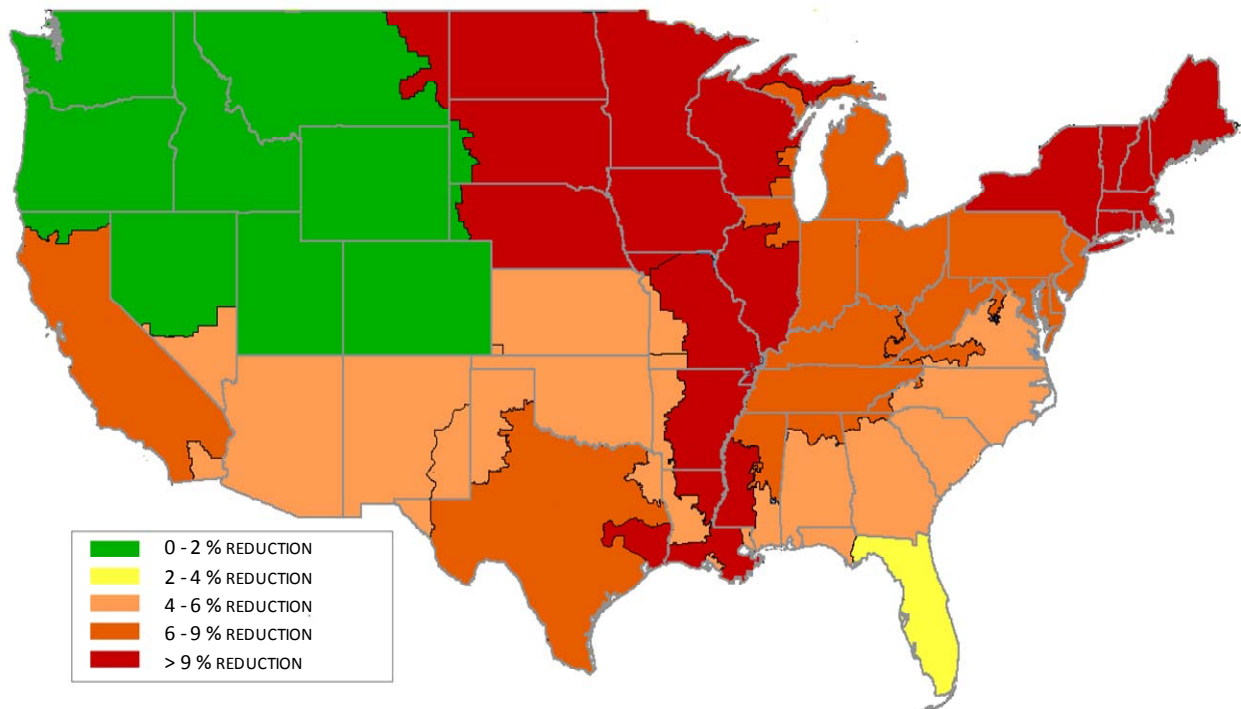 0 - 2 % REDUCTION
2 - 4 % REDUCTION
4 - 6 % REDUCTION
6 - 9 % REDUCTION
> 9 % REDUCTION